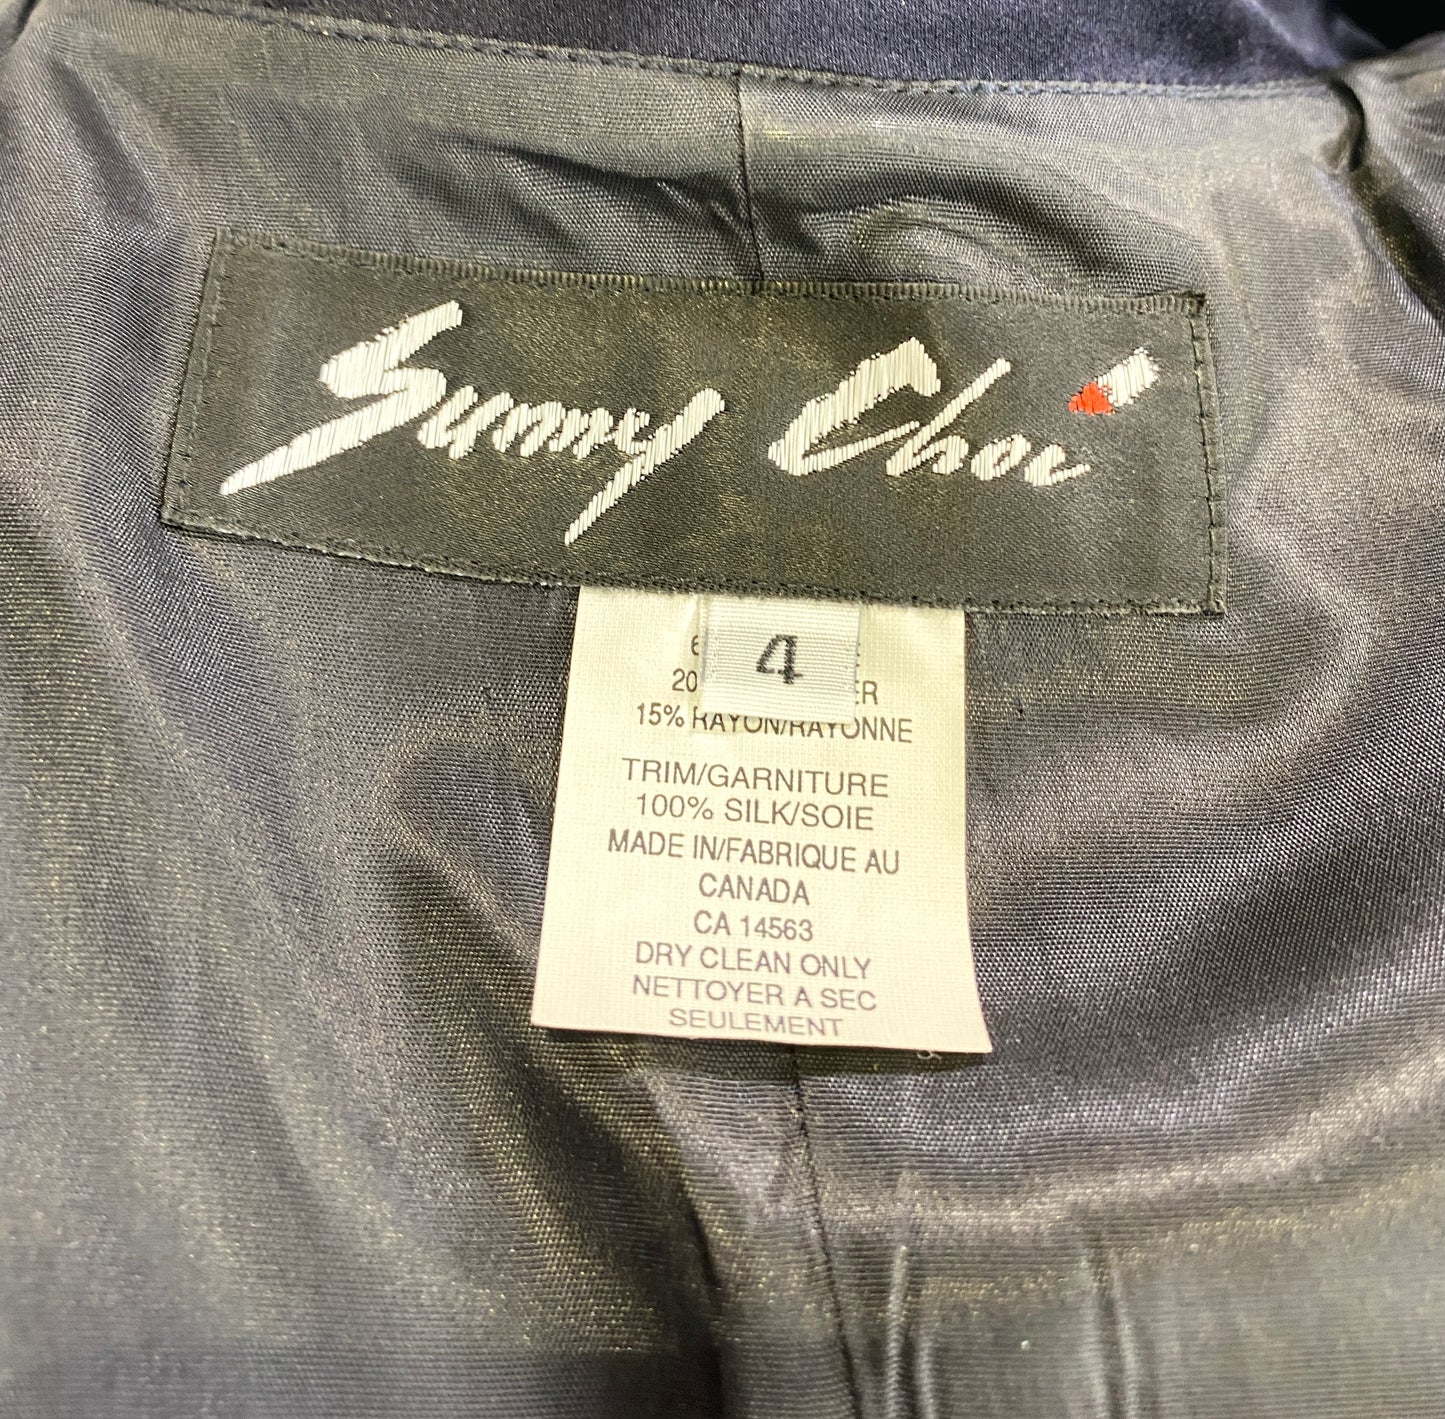 Sunny Choi
4
20
15% RAYON/RAYONNE
TRIM/GARNITURE
100% SILK/SOIE
MADE IN/FABRIQUE AU
CANADA
CA 14563
DRY CLEAN ONLY
NETTOYER A SEC
SEULEMENT